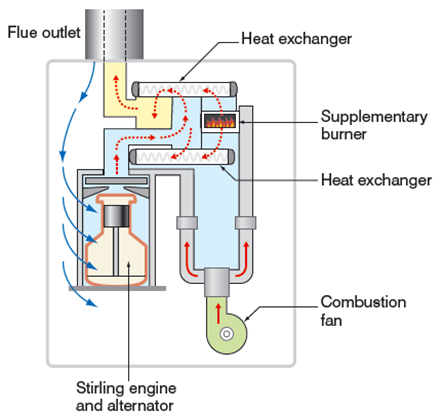 Flue outlet
Heat exchanger
Supplementary
burner
Heat exchanger
Combustion
fan
Stirling engine
and alternator